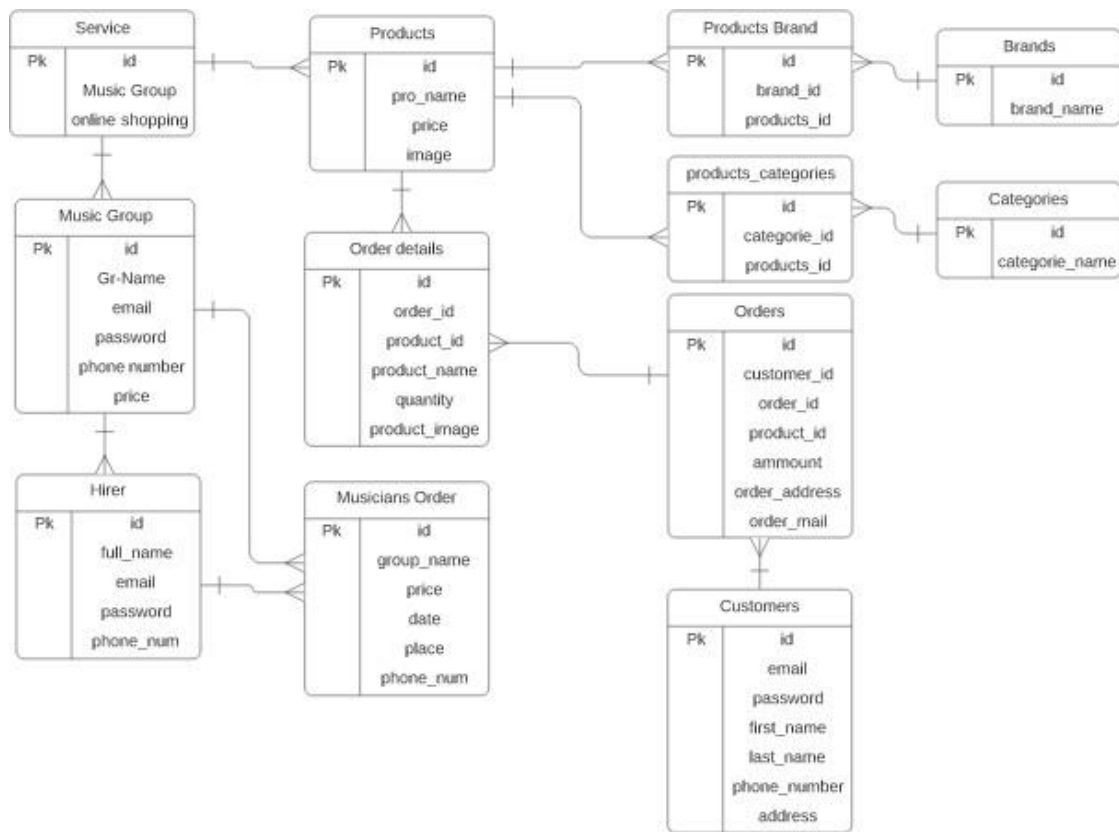 Service
Pk id
Music Group
online shopping
Products
Pk id
pro_name
price
image
Products Brand
Pk id
brand_id
products_id
Brands
Pk id
brand_name
products_categories
Pk id
categorie_id
products_id
Categories
Pk id
categorie_name
Music Group
Pk id
Gr-Name
email
password
phone number
price
Order details
Pk id
order_id
product_id
product_name
quantity
product_image
Orders
Pk id
customer_id
order_id
product_id
ammount
order_address
order_mail
Hirer
Pk id
full_name
email
password
phone_num
Musicians Order
Pk id
group_name
price
date
place
phone_num
Customers
Pk id
email
password
first_name
last_name
phone_number
address